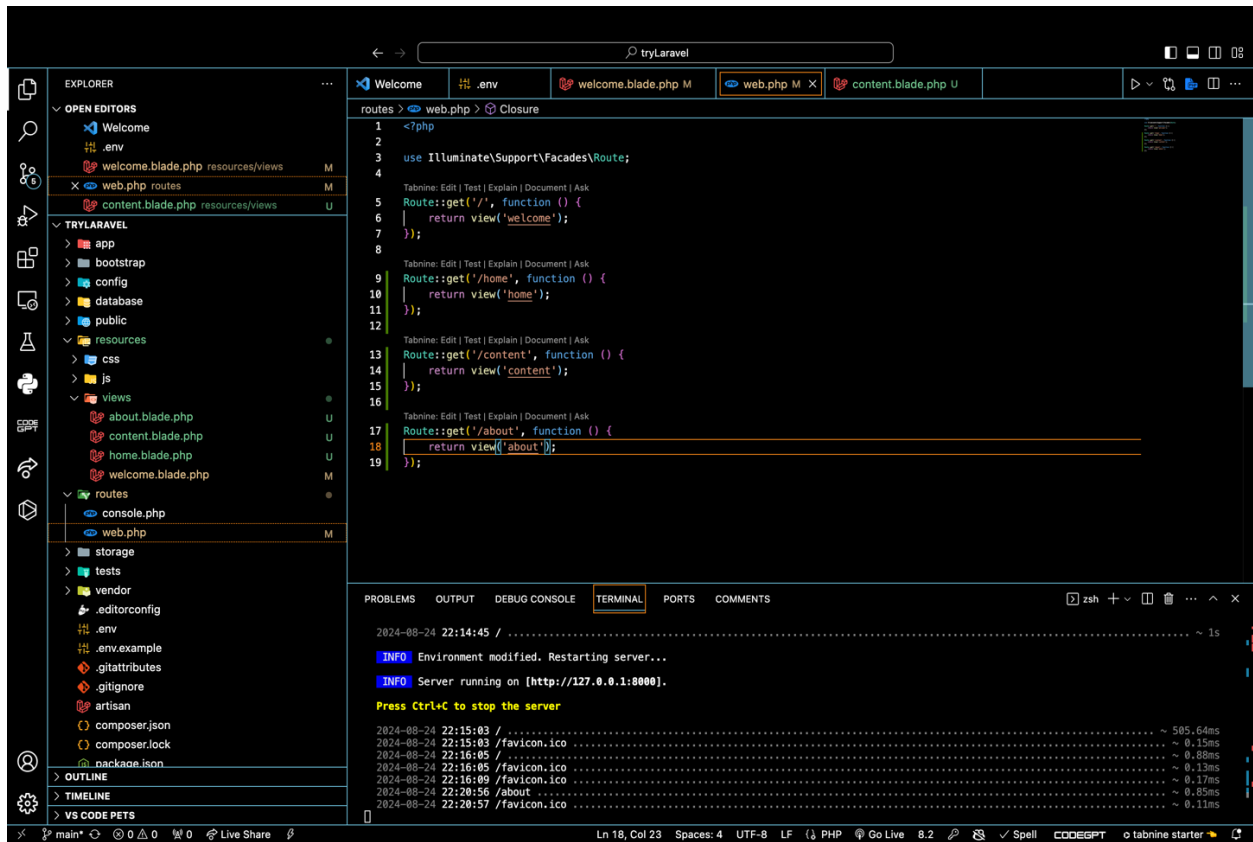 tryLaravel
EXPLORER
OPEN EDITORS
Welcome
.env
welcome.blade.php resources/views M
web.php routes M
content.blade.php resources/views U
TRYLARAVEL
app
bootstrap
config
database
public
resources
css
js
views
about.blade.php U
content.blade.php U
home.blade.php U
welcome.blade.php M
routes
console.php
web.php M
storage
tests
vendor
.editorconfig
.env
.env.example
.gitattributes
.gitignore
artisan
composer.json
composer.lock
package.json
OUTLINE
TIMELINE
VS CODE PETS
Welcome .env welcome.blade.php M web.php M content.blade.php U
routes > web.php > Closure
1 <?php
2
3 use Illuminate\Support\Facades\Route;
4
Tabnine: Edit | Test | Explain | Document | Ask
5 Route::get('/', function () {
6 return view('welcome');
7 });
8
Tabnine: Edit | Test | Explain | Document | Ask
9 Route::get('/home', function () {
10 return view('home');
11 });
12
Tabnine: Edit | Test | Explain | Document | Ask
13 Route::get('/content', function () {
14 return view('content');
15 });
16
Tabnine: Edit | Test | Explain | Document | Ask
17 Route::get('/about', function () {
18 return view('about');
19 });
PROBLEMS OUTPUT DEBUG CONSOLE TERMINAL PORTS COMMENTS zsh
2024-08-24 22:14:45 / ........ ~ 1s
INFO Environment modified. Restarting server...
INFO Server running on [http://127.0.0.1:8000].
Press Ctrl+C to stop the server
2024-08-24 22:15:03 / ........ ~ 505.64ms
2024-08-24 22:15:03 /favicon.ico ........ ~ 0.15ms
2024-08-24 22:16:05 / ........ ~ 0.88ms
2024-08-24 22:16:05 /favicon.ico ........ ~ 0.13ms
2024-08-24 22:16:09 /favicon.ico ........ ~ 0.17ms
2024-08-24 22:20:56 /about ........ ~ 0.85ms
2024-08-24 22:20:57 /favicon.ico ........ ~ 0.11ms
CODE GPT
5
main* 0 0 0 Live Share Ln 18, Col 23 Spaces: 4 UTF-8 LF PHP Go Live 8.2 Spell CODEGPT tabnine starter